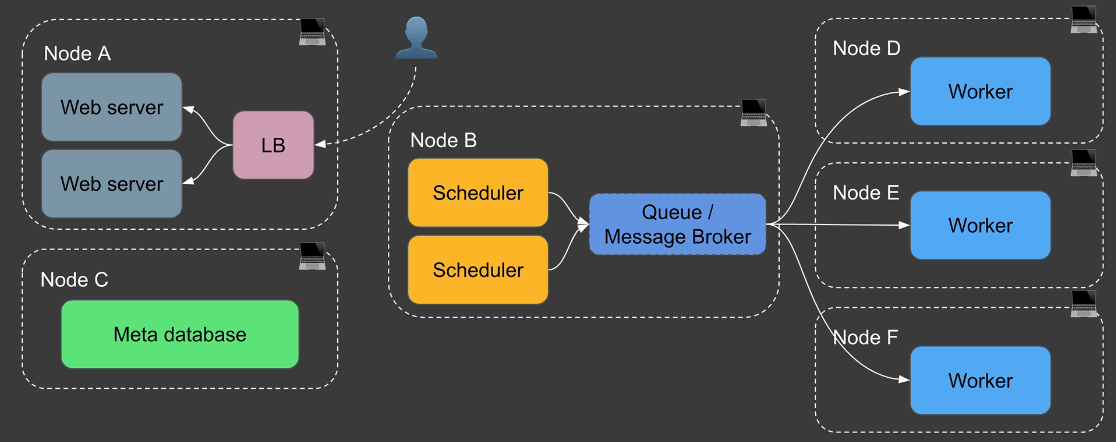 Node A
Web server
Web server
LB
Node C
Meta database
Node B
Scheduler
Scheduler
Queue /
Message Broker
Node D
Worker
Node E
Worker
Node F
Worker